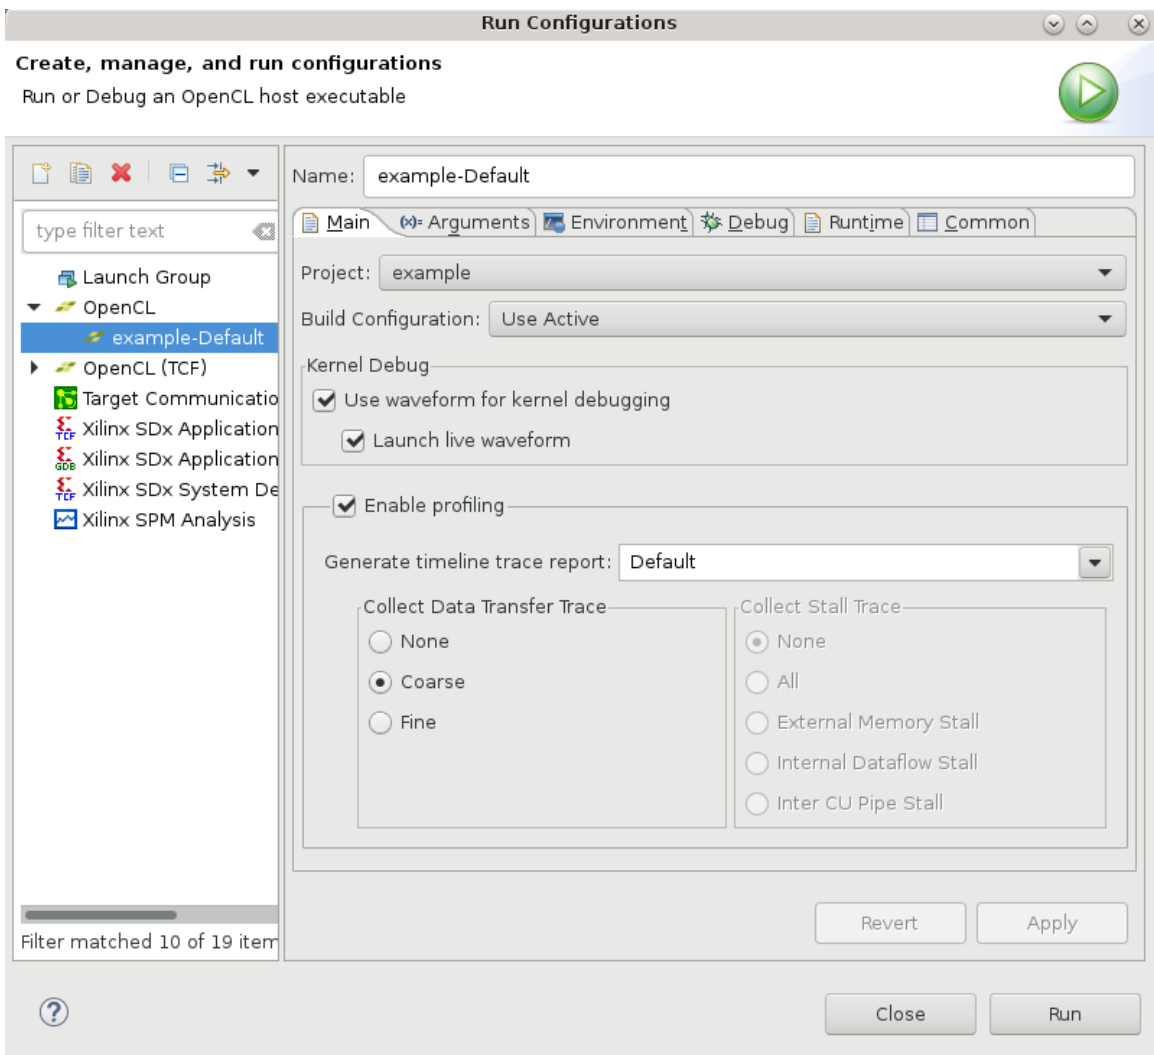 Run Configurations
Create, manage, and run configurations
Run or Debug an OpenCL host executable
type filter text
Launch Group
OpenCL
example-Default
OpenCL (TCF)
Target Communicatio
TCF Xilinx SDx Application
GDB Xilinx SDx Application
TCF Xilinx SDx System De
Xilinx SPM Analysis
Filter matched 10 of 19 item
Name: example-Default
Main (x)= Arguments Environment Debug Runtime Common
Project: example
Build Configuration: Use Active
Kernel Debug
Use waveform for kernel debugging
Launch live waveform
Enable profiling
Generate timeline trace report: Default
Collect Data Transfer Trace
None
Coarse
Fine
Collect Stall Trace
None
All
External Memory Stall
Internal Dataflow Stall
Inter CU Pipe Stall
Revert Apply
? Close Run